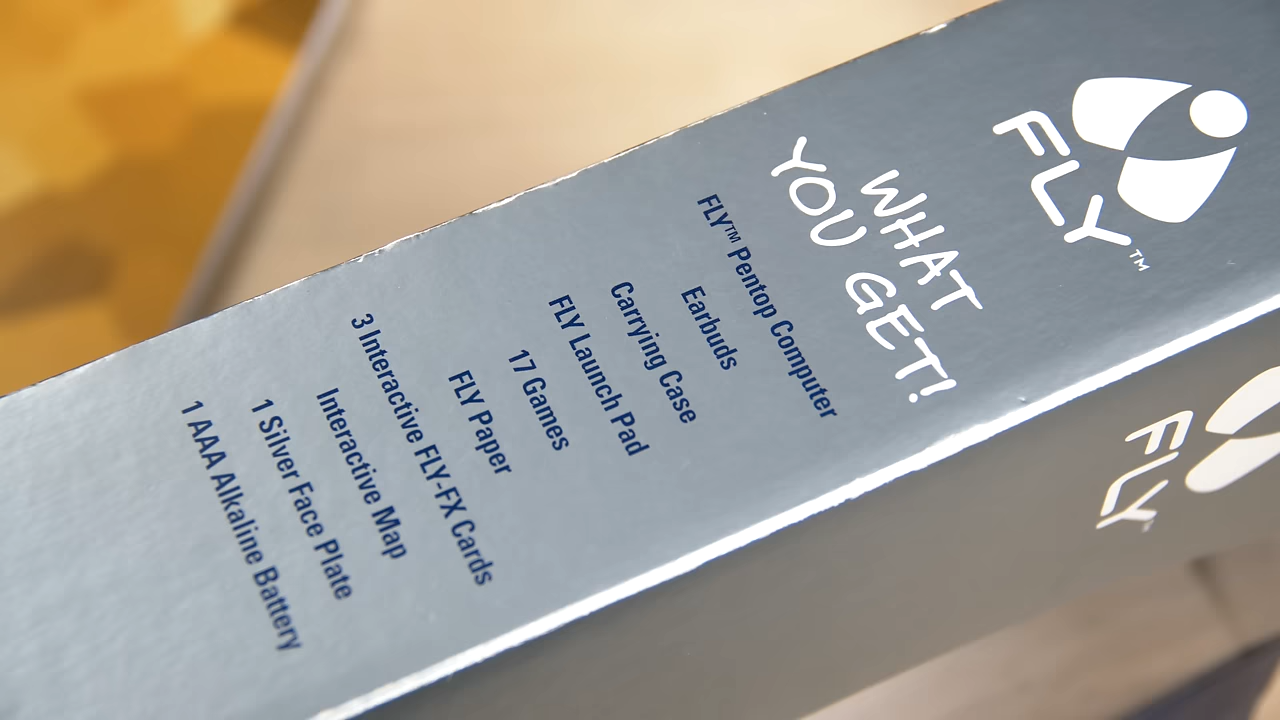 FLY™
WHAT
YOU GET!
FLY™ Pentop Computer
Earbuds
Carrying Case
FLY Launch Pad
17 Games
FLY Paper
3 Interactive FLY-FX Cards
Interactive Map
1 Silver Face Plate
1 AAA Alkaline Battery
FLY™